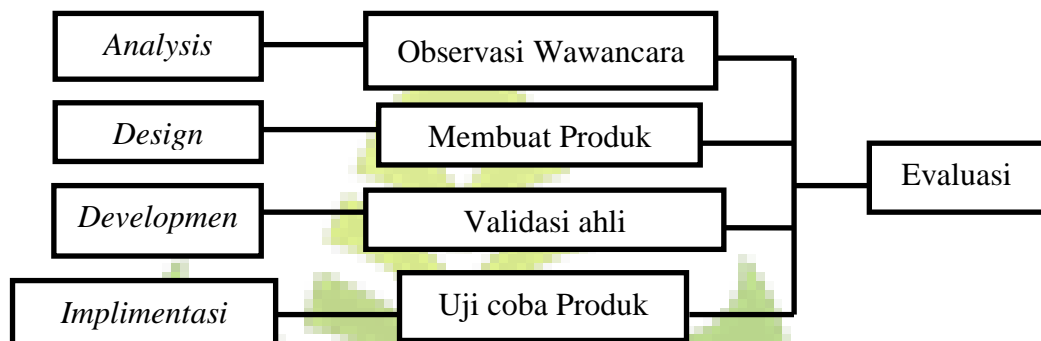 Analysis
Observasi Wawancara
Design
Membuat Produk
Evaluasi
Developmen
Validasi ahli
Implimentasi
Uji coba Produk